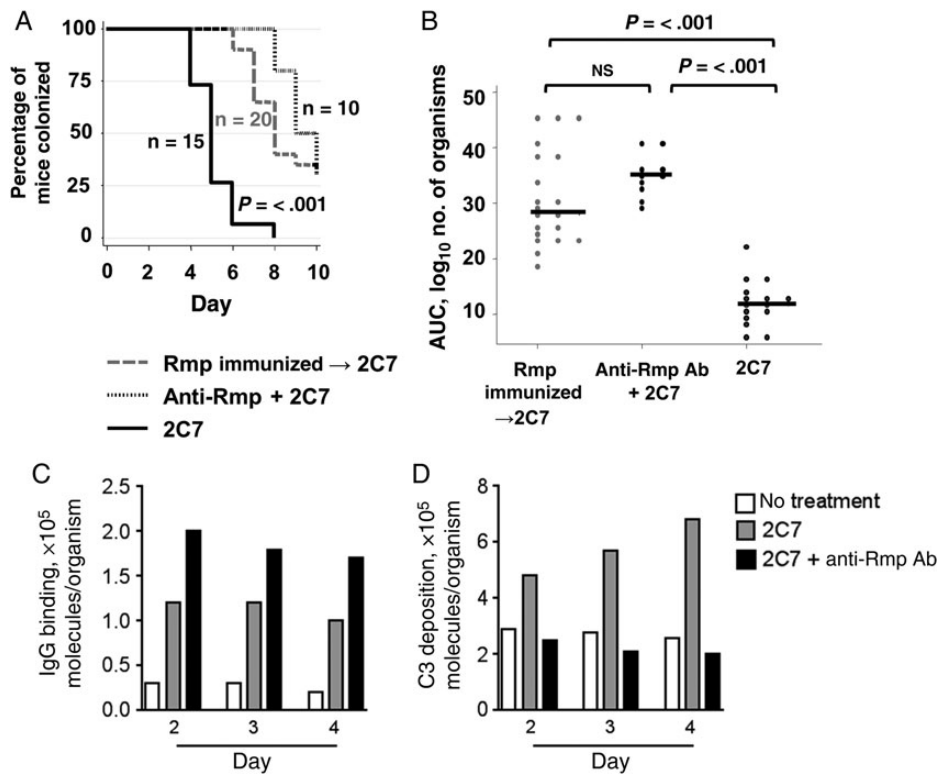 A
Percentage of
mice colonized
100
75
50
25
0
n = 15
n = 20
n = 10
P = < .001
0 2 4 6 8 10
Day
Rmp immunized → 2C7
Anti-Rmp + 2C7
2C7
B
P = < .001
NS
P = < .001
AUC, log10 no. of organisms
50
40
30
20
10
Rmp
immunized
→2C7
Anti-Rmp Ab
+ 2C7
2C7
C
IgG binding, ×10⁵
molecules/organism
2.5
2.0
1.5
1.0
0.5
0.0
2 3 4
Day
D
C3 deposition, ×10⁵
molecules/organism
8
6
4
2
0
2 3 4
Day
No treatment
2C7
2C7 + anti-Rmp Ab